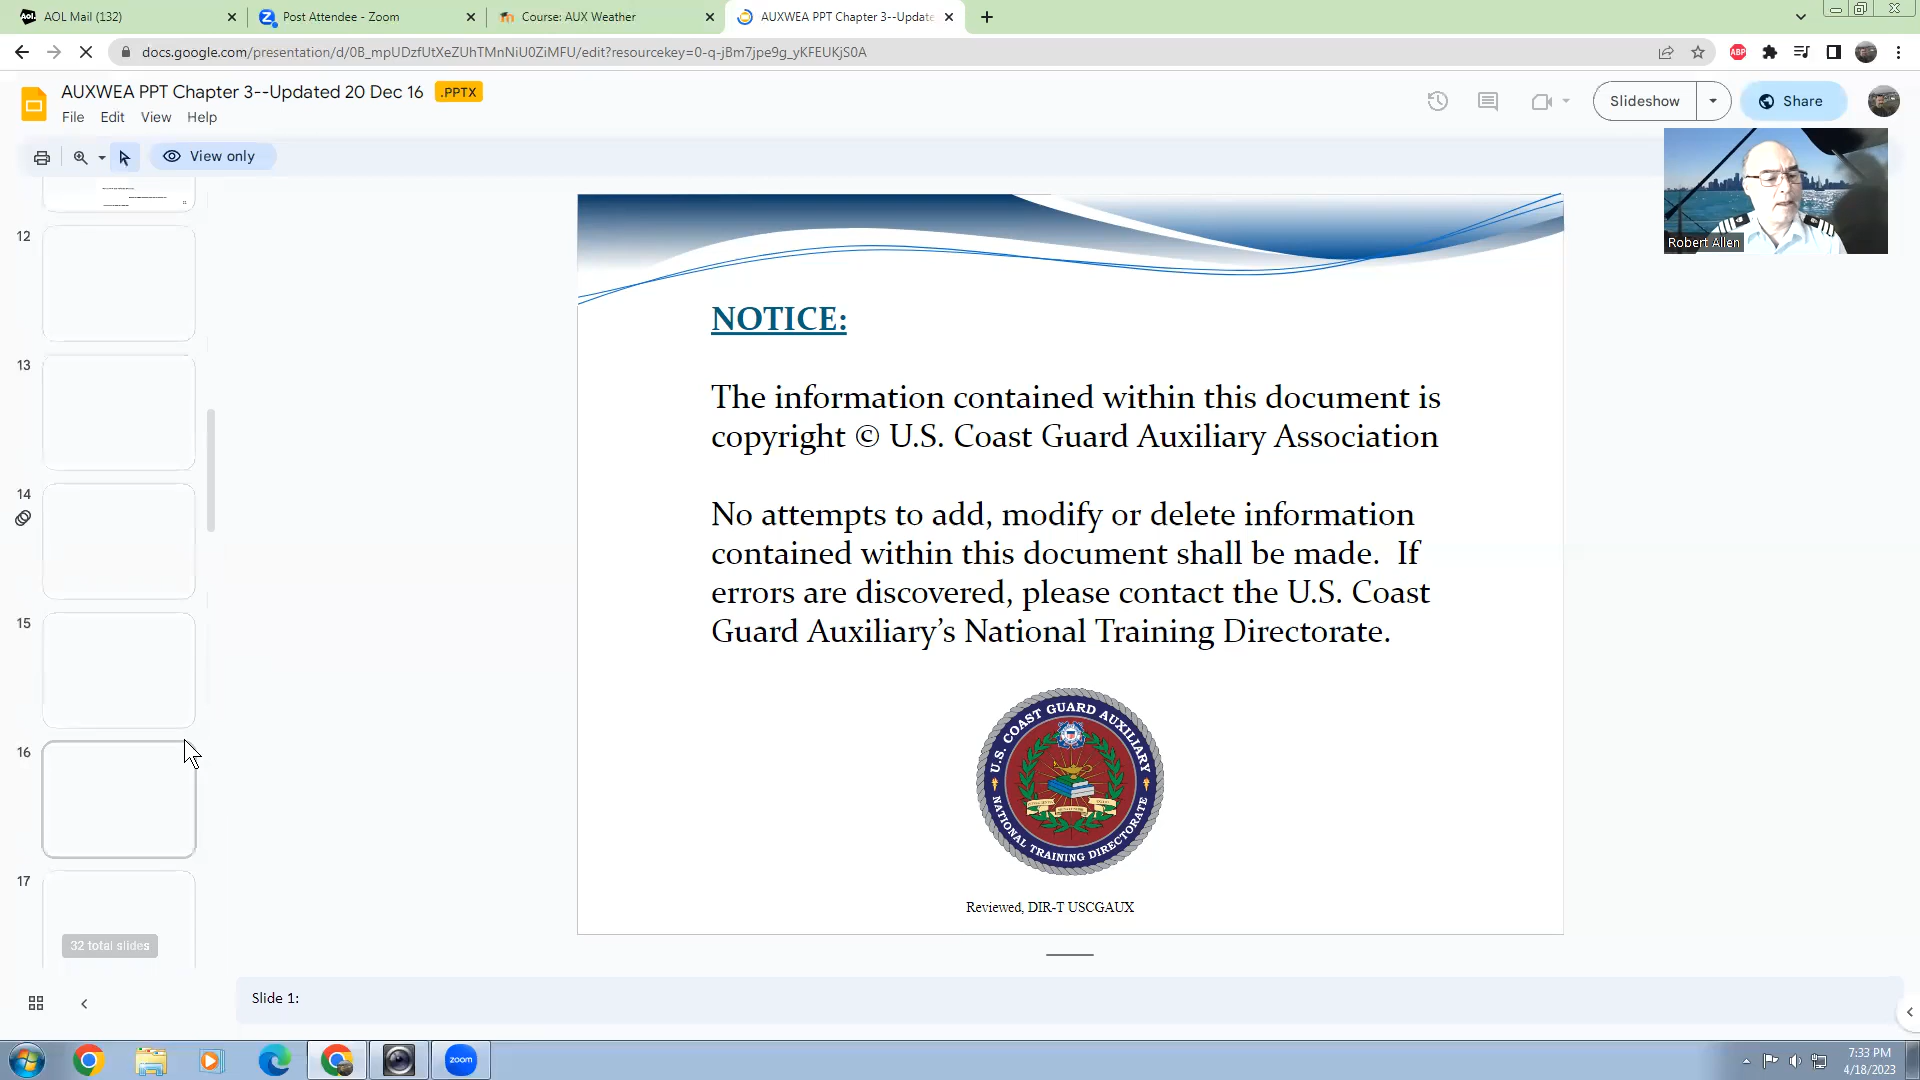 AOL Mail (132)
Post Attendee - Zoom
Course: AUX Weather
AUXWEA PPT Chapter 3--Update
docs.google.com/presentation/d/0B_mpUDzfUtXeZUhTMnNiU0ZiMFU/edit?resourcekey=0-q-jBm7jpe9g_yKFEUKjS0A
ABP
AUXWEA PPT Chapter 3--Updated 20 Dec 16
.PPTX
File Edit View Help
Slideshow
Share
View only
Robert Allen
12
13
14
15
16
17
32 total slides
NOTICE:
The information contained within this document is
copyright © U.S. Coast Guard Auxiliary Association
No attempts to add, modify or delete information
contained within this document shall be made. If
errors are discovered, please contact the U.S. Coast
Guard Auxiliary’s National Training Directorate.
U.S. COAST GUARD AUXILIARY
NATIONAL TRAINING DIRECTORATE
Reviewed, DIR-T USCGAUX
Slide 1:
zoom
7:33 PM
4/18/2023